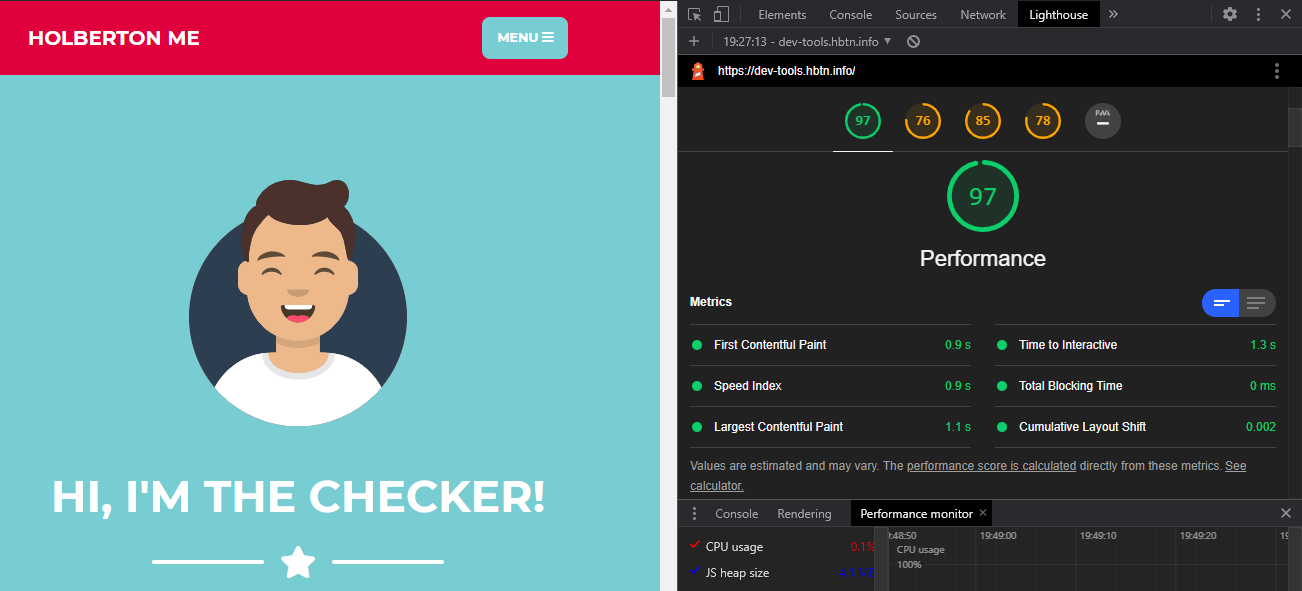 HOLBERTON ME
MENU
HI, I'M THE CHECKER!
Elements Console Sources Network Lighthouse
19:27:13 - dev-tools.hbtn.info
https://dev-tools.hbtn.info/
97 76 85 78 PWA
97
Performance
Metrics
First Contentful Paint 0.9 s Time to Interactive 1.3 s
Speed Index 0.9 s Total Blocking Time 0 ms
Largest Contentful Paint 1.1 s Cumulative Layout Shift 0.002
Values are estimated and may vary. The performance score is calculated directly from these metrics. See
calculator.
Console Rendering Performance monitor
:48:50 19:49:00 19:49:10 19:49:20
CPU usage 0.1% CPU usage
100%
JS heap size